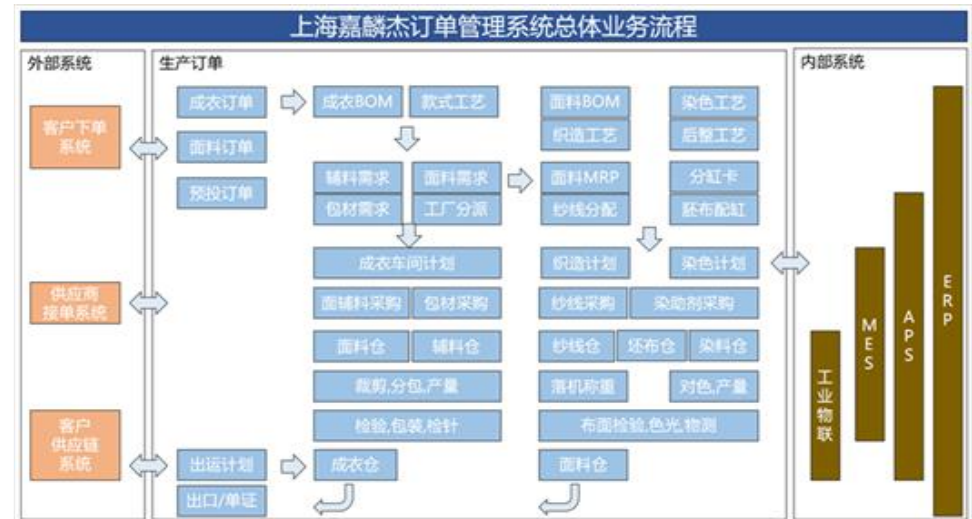 上海嘉麟杰订单管理系统总体业务流程
外部系统
客户下单
系统
供应商
接单系统
客户
供应链
系统
生产订单
成衣订单
面料订单
预投订单
出运计划
出口/单证
成衣BOM
款式工艺
辅料需求
面料需求
包材需求
工厂分派
成衣车间计划
面辅料采购
包材采购
面料仓
辅料仓
裁剪,分包,产量
检验,包装,检针
成衣仓
面料BOM
染色工艺
织造工艺
后整工艺
面料MRP
分缸卡
纱线分配
胚布配缸
织造计划
染色计划
纱线采购
染助剂采购
纱线仓
坯布仓
染料仓
落机称重
对色,产量
布面检验,色光,物测
面料仓
内部系统
工业物联
MES
APS
ERP